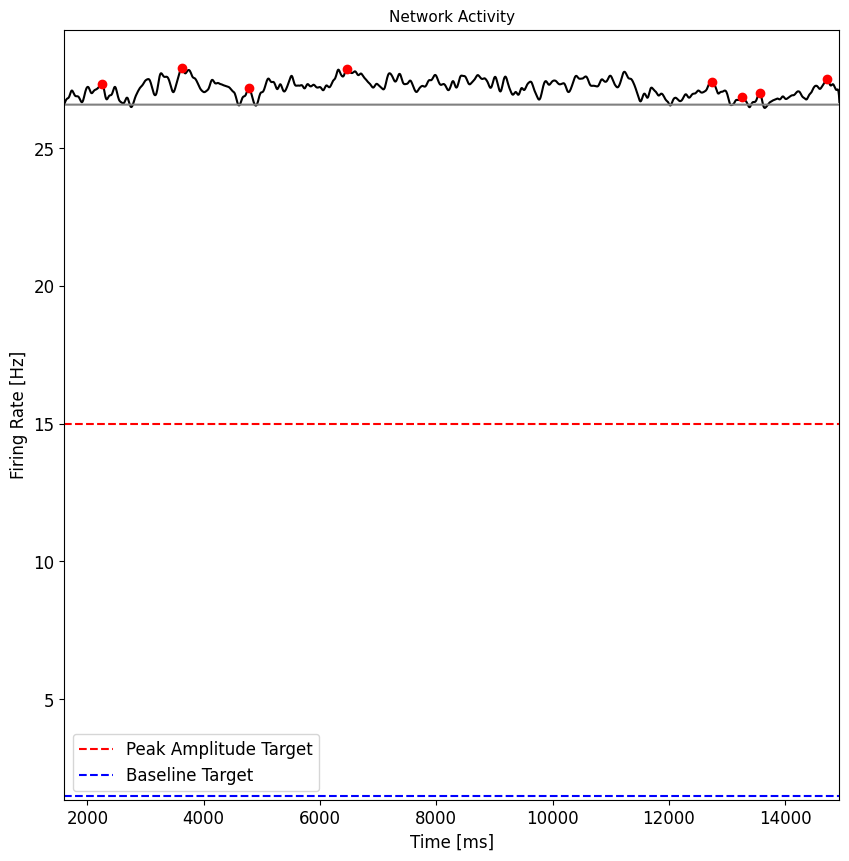 Network Activity
25
20
15
10
5
Firing Rate [Hz]
Peak Amplitude Target
Baseline Target
2000 4000 6000 8000 10000 12000 14000
Time [ms]